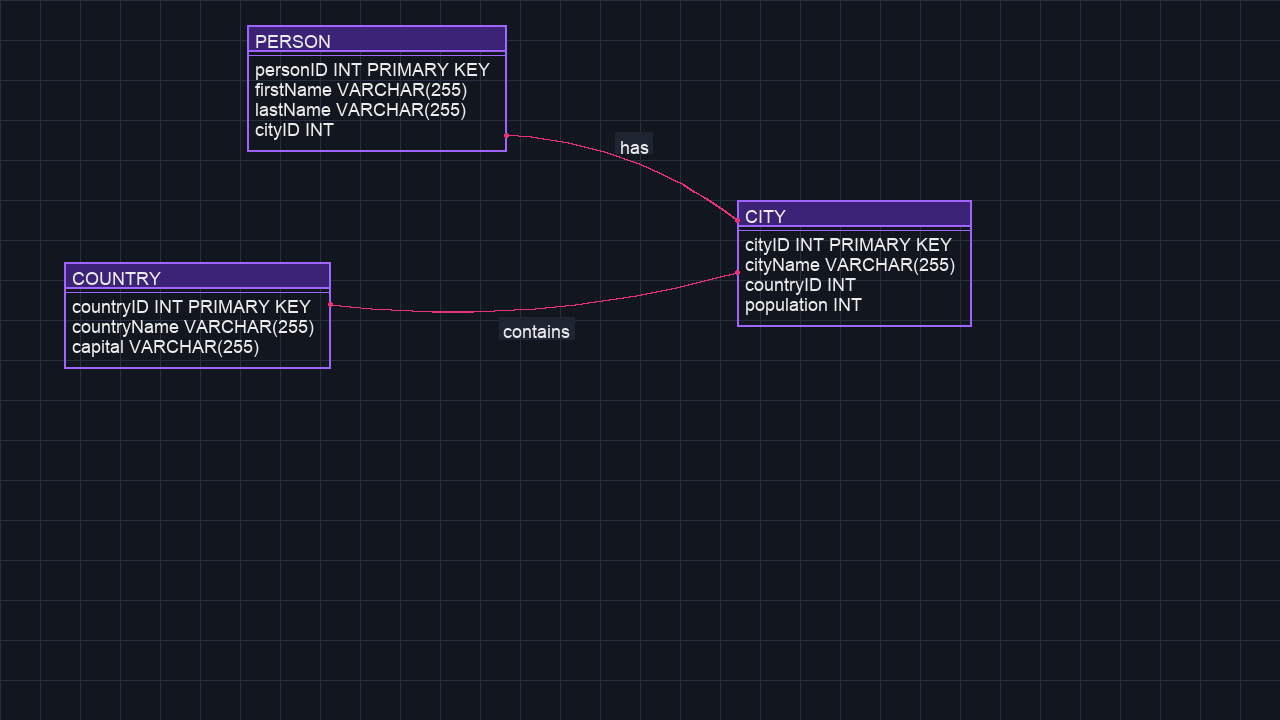 PERSON
personID INT PRIMARY KEY
firstName VARCHAR(255)
lastName VARCHAR(255)
cityID INT
has
CITY
cityID INT PRIMARY KEY
cityName VARCHAR(255)
countryID INT
population INT
COUNTRY
countryID INT PRIMARY KEY
countryName VARCHAR(255)
capital VARCHAR(255)
contains